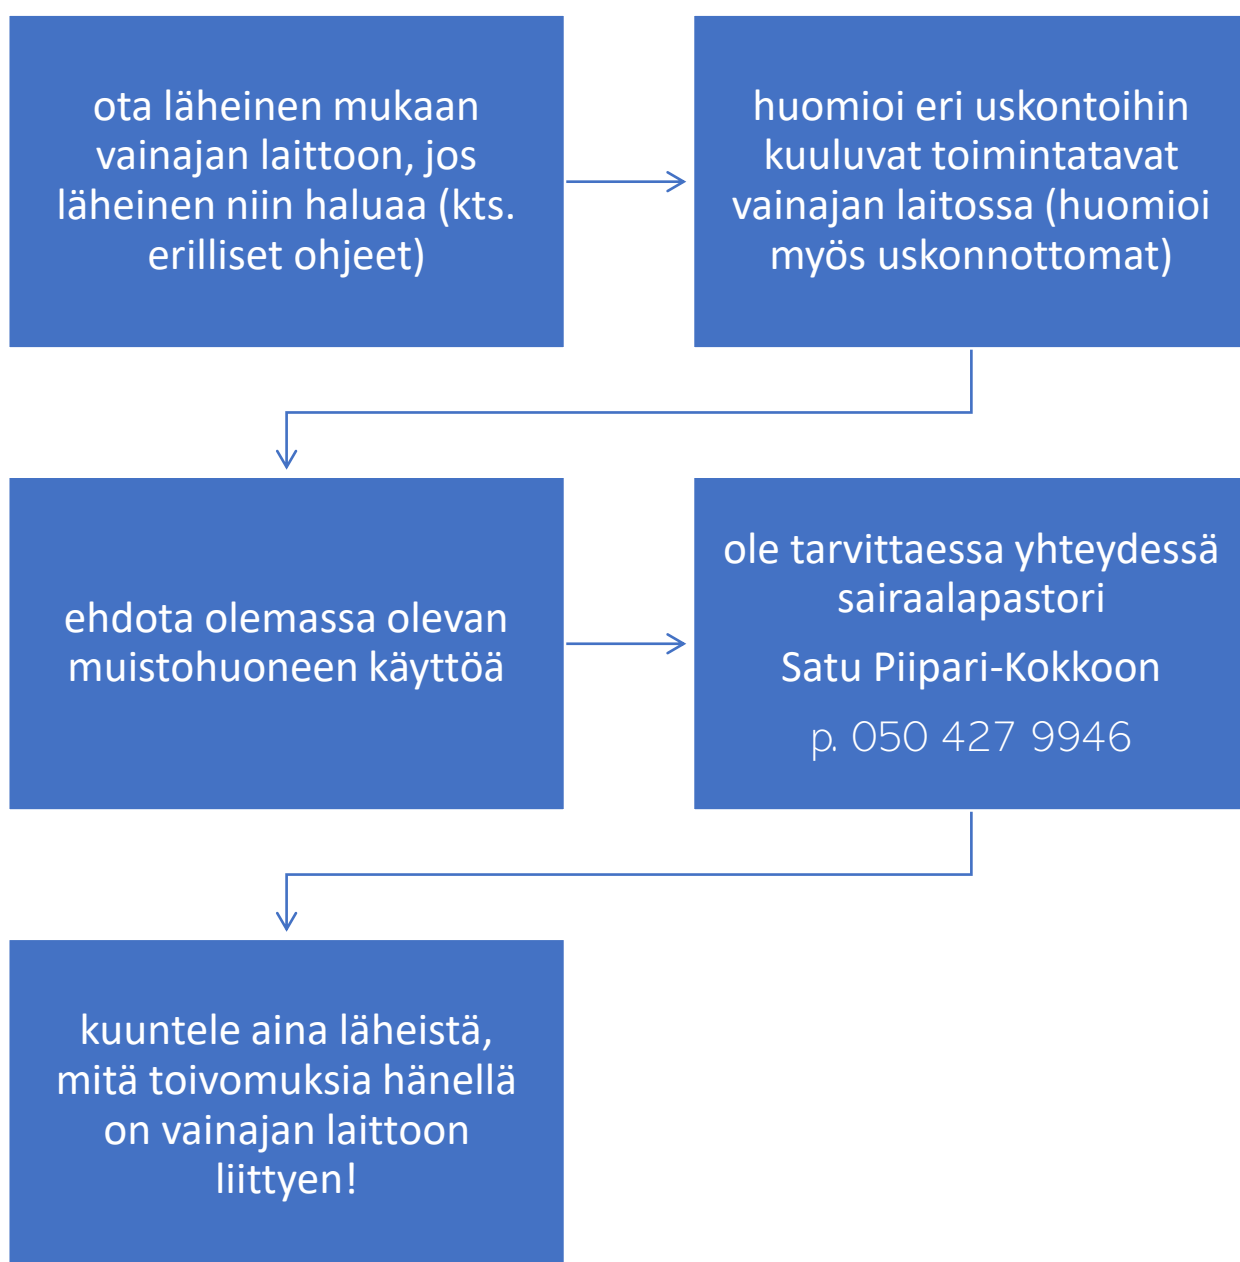 ota läheinen mukaan
vainajan laittoon, jos
läheinen niin haluaa (kts.
erilliset ohjeet)
huomioi eri uskontoihin
kuuluvat toimintatavat
vainajan laitossa (huomioi
myös uskonnottomat)
ehdota olemassa olevan
muistohuoneen käyttöä
ole tarvittaessa yhteydessä
sairaalapastori
Satu Piipari-Kokkoon
p. 050 427 9946
kuuntele aina läheistä,
mitä toivomuksia hänellä
on vainajan laittoon
liittyen!